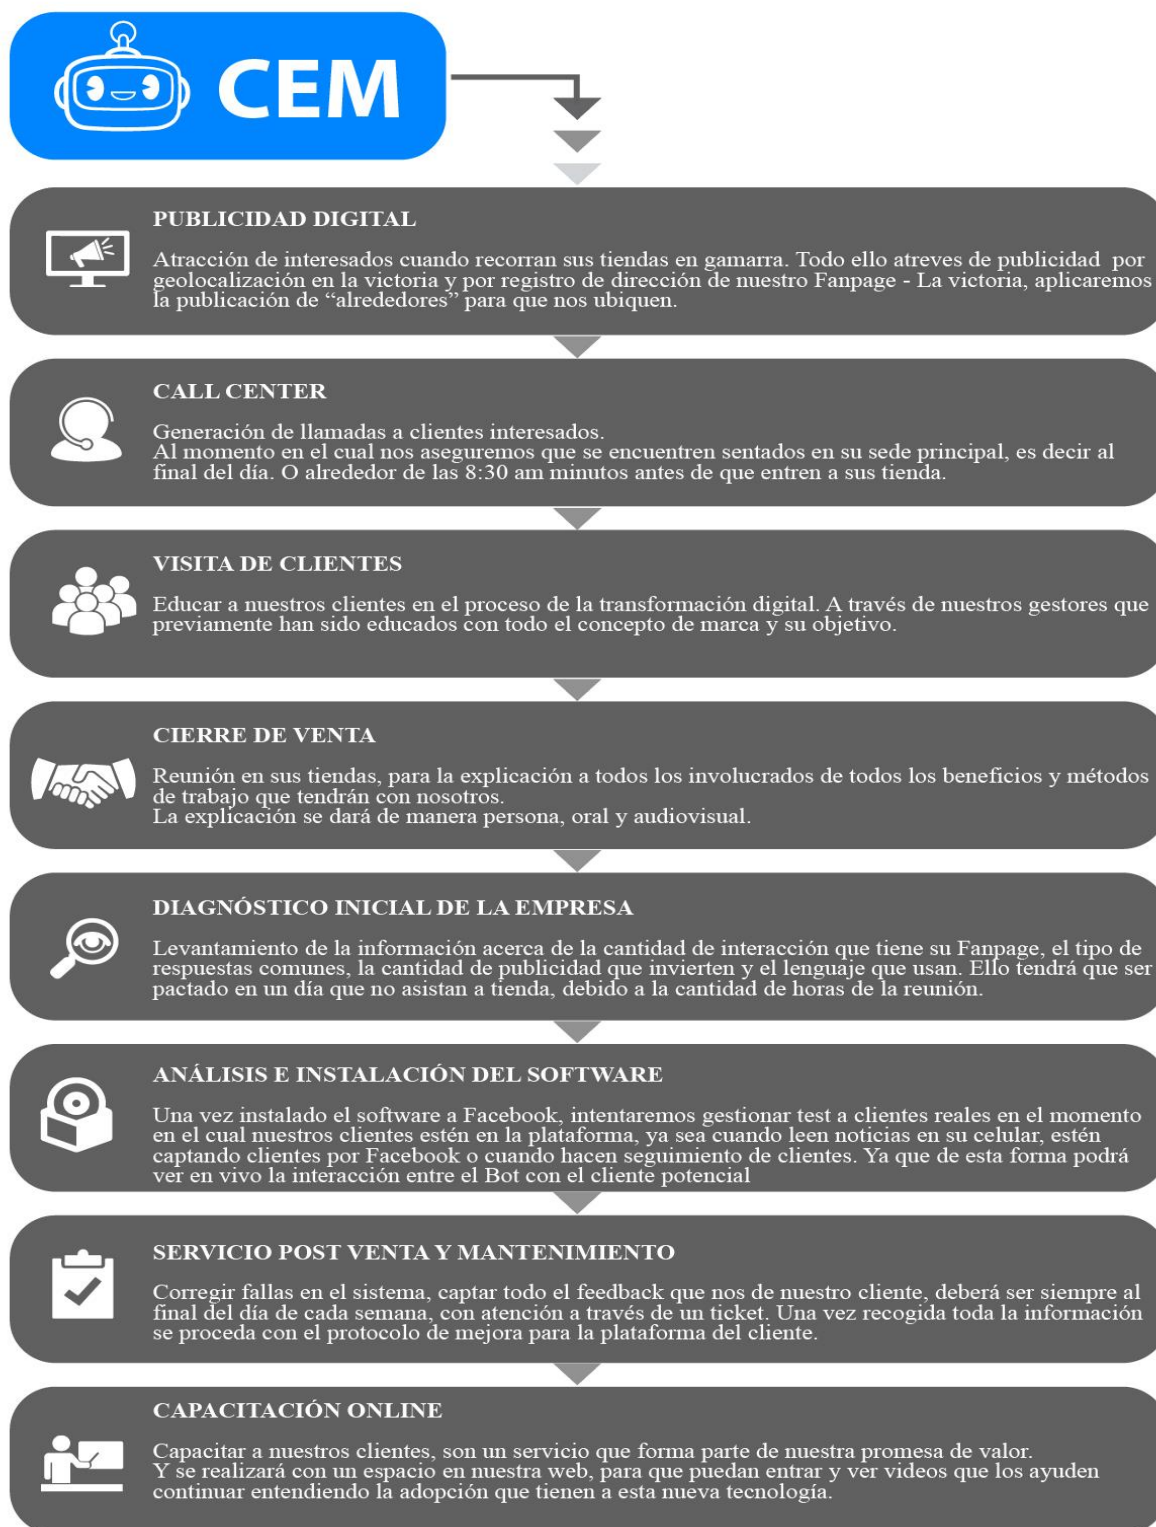 CEM
PUBLICIDAD DIGITAL
Atracción de interesados cuando recorran sus tiendas en gamarra. Todo ello atreves de publicidad por
geolocalización en la victoria y por registro de dirección de nuestro Fanpage - La victoria, aplicaremos
la publicación de “alrededores” para que nos ubiquen.
CALL CENTER
Generación de llamadas a clientes interesados.
Al momento en el cual nos aseguremos que se encuentren sentados en su sede principal, es decir al
final del día. O alrededor de las 8:30 am minutos antes de que entren a sus tienda.
VISITA DE CLIENTES
Educar a nuestros clientes en el proceso de la transformación digital. A través de nuestros gestores que
previamente han sido educados con todo el concepto de marca y su objetivo.
CIERRE DE VENTA
Reunión en sus tiendas, para la explicación a todos los involucrados de todos los beneficios y métodos
de trabajo que tendrán con nosotros.
La explicación se dará de manera persona, oral y audiovisual.
DIAGNÓSTICO INICIAL DE LA EMPRESA
Levantamiento de la información acerca de la cantidad de interacción que tiene su Fanpage, el tipo de
respuestas comunes, la cantidad de publicidad que invierten y el lenguaje que usan. Ello tendrá que ser
pactado en un día que no asistan a tienda, debido a la cantidad de horas de la reunión.
ANÁLISIS E INSTALACIÓN DEL SOFTWARE
Una vez instalado el software a Facebook, intentaremos gestionar test a clientes reales en el momento
en el cual nuestros clientes estén en la plataforma, ya sea cuando leen noticias en su celular, estén
captando clientes por Facebook o cuando hacen seguimiento de clientes. Ya que de esta forma podrá
ver en vivo la interacción entre el Bot con el cliente potencial
SERVICIO POST VENTA Y MANTENIMIENTO
Corregir fallas en el sistema, captar todo el feedback que nos de nuestro cliente, deberá ser siempre al
final del día de cada semana, con atención a través de un ticket. Una vez recogida toda la información
se proceda con el protocolo de mejora para la plataforma del cliente.
CAPACITACIÓN ONLINE
Capacitar a nuestros clientes, son un servicio que forma parte de nuestra promesa de valor.
Y se realizará con un espacio en nuestra web, para que puedan entrar y ver videos que los ayuden
continuar entendiendo la adopción que tienen a esta nueva tecnología.